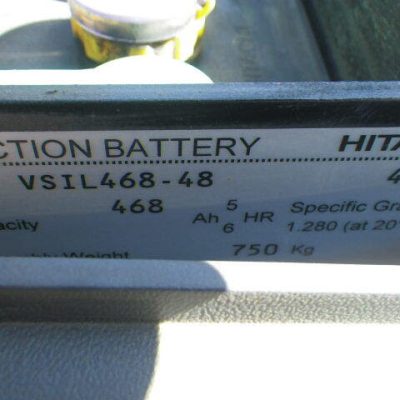 CTION BATTERY HITA
VSIL468-48 4
acity 468 Ah 5 6 HR Specific Gra
1.280 (at 20°
Weight 750 Kg